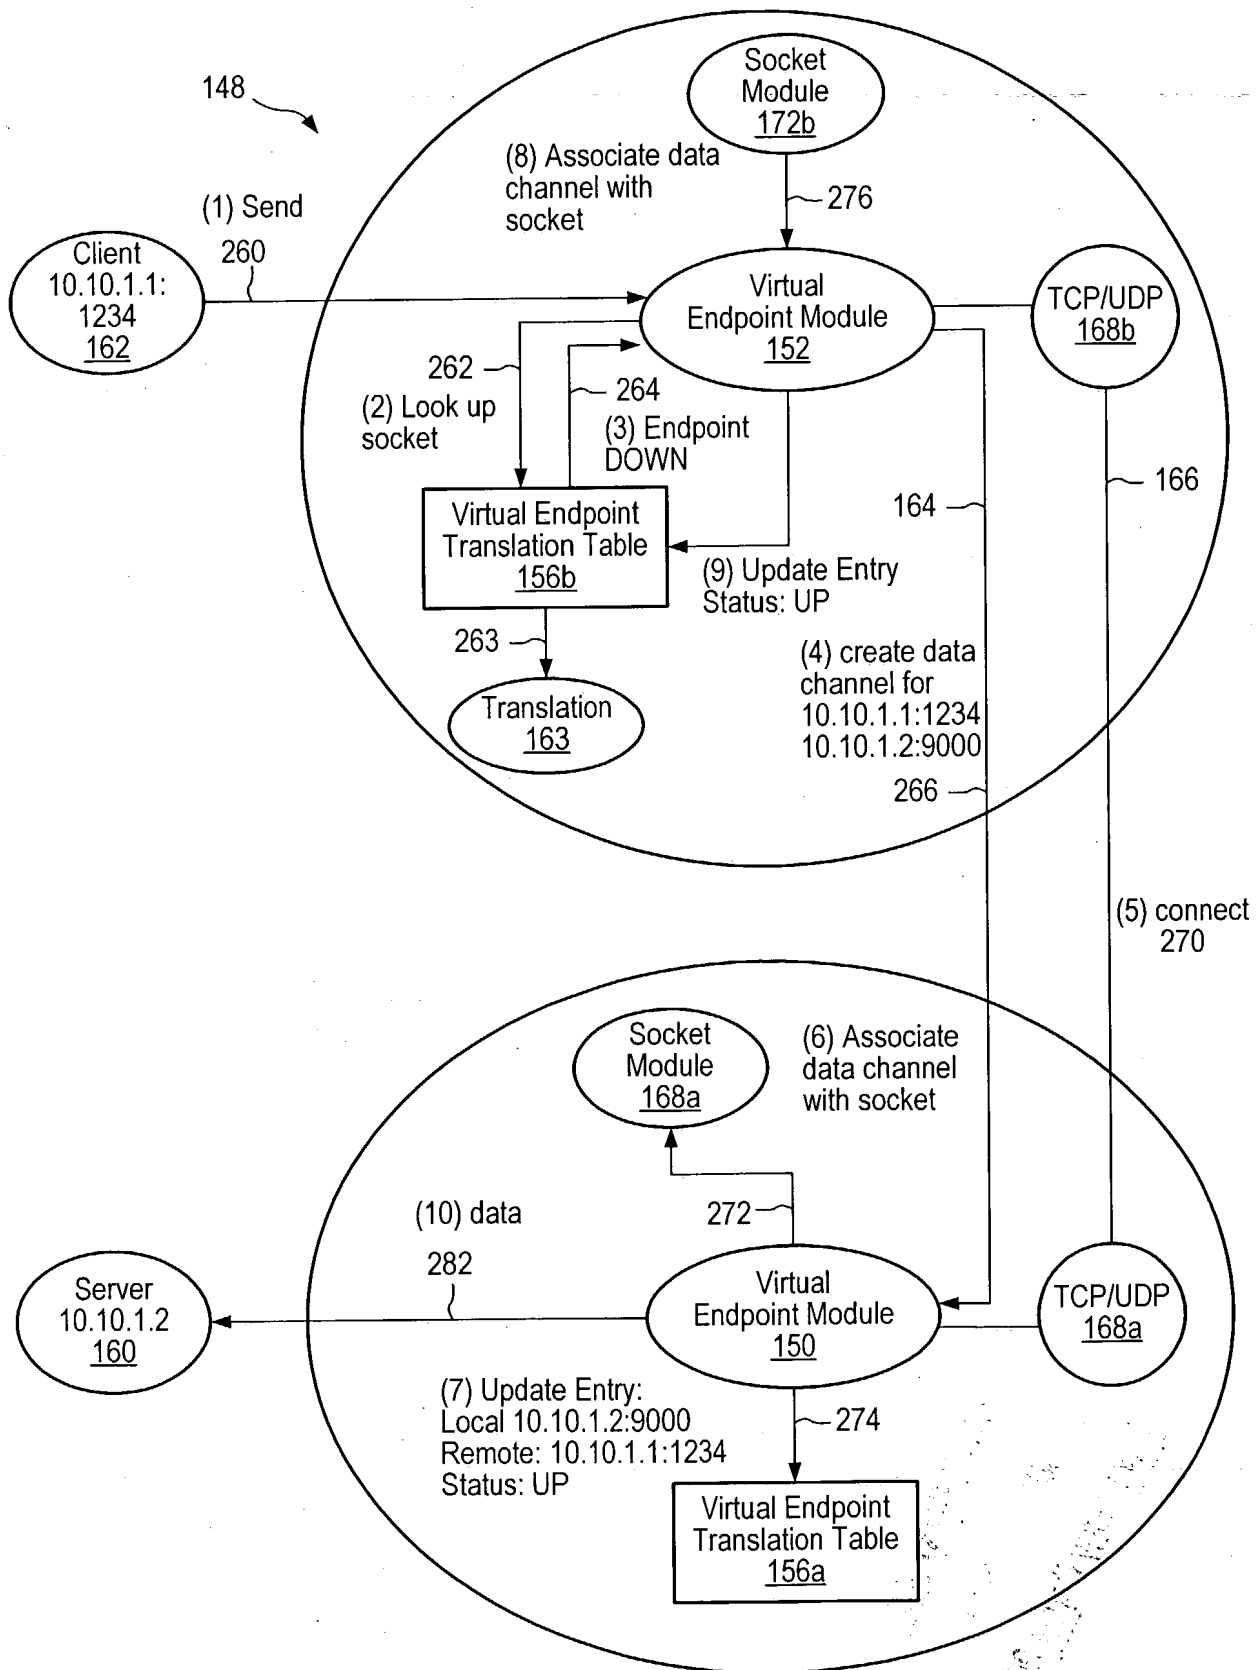 148
Socket
Module
172b
(8) Associate data
channel with
socket
276
(1) Send
260
Client
10.10.1.1:
1234
162
Virtual
Endpoint Module
152
TCP/UDP
168b
262
264
(2) Look up
socket
(3) Endpoint
DOWN
164
166
Virtual Endpoint
Translation Table
156b
(9) Update Entry
Status: UP
263
Translation
163
(4) create data
channel for
10.10.1.1:1234
10.10.1.2:9000
266
(5) connect
270
Socket
Module
168a
(6) Associate
data channel
with socket
272
(10) data
282
Server
10.10.1.2
160
Virtual
Endpoint Module
150
TCP/UDP
168a
(7) Update Entry:
Local 10.10.1.2:9000
Remote: 10.10.1.1:1234
Status: UP
274
Virtual Endpoint
Translation Table
156a